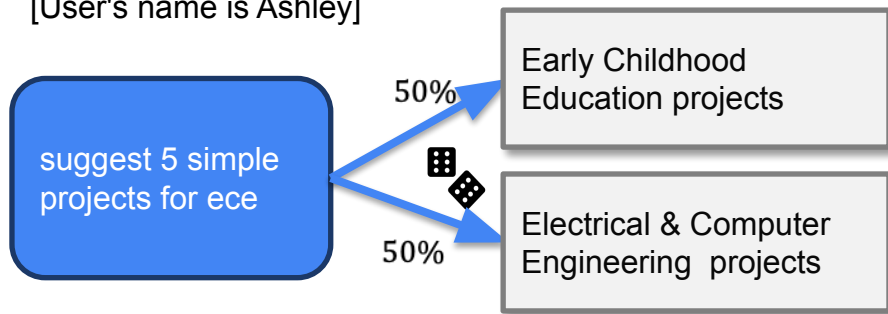 [User's name is Ashley]
Early Childhood
Education projects
50%
suggest 5 simple
projects for ece
50%
Electrical & Computer
Engineering projects